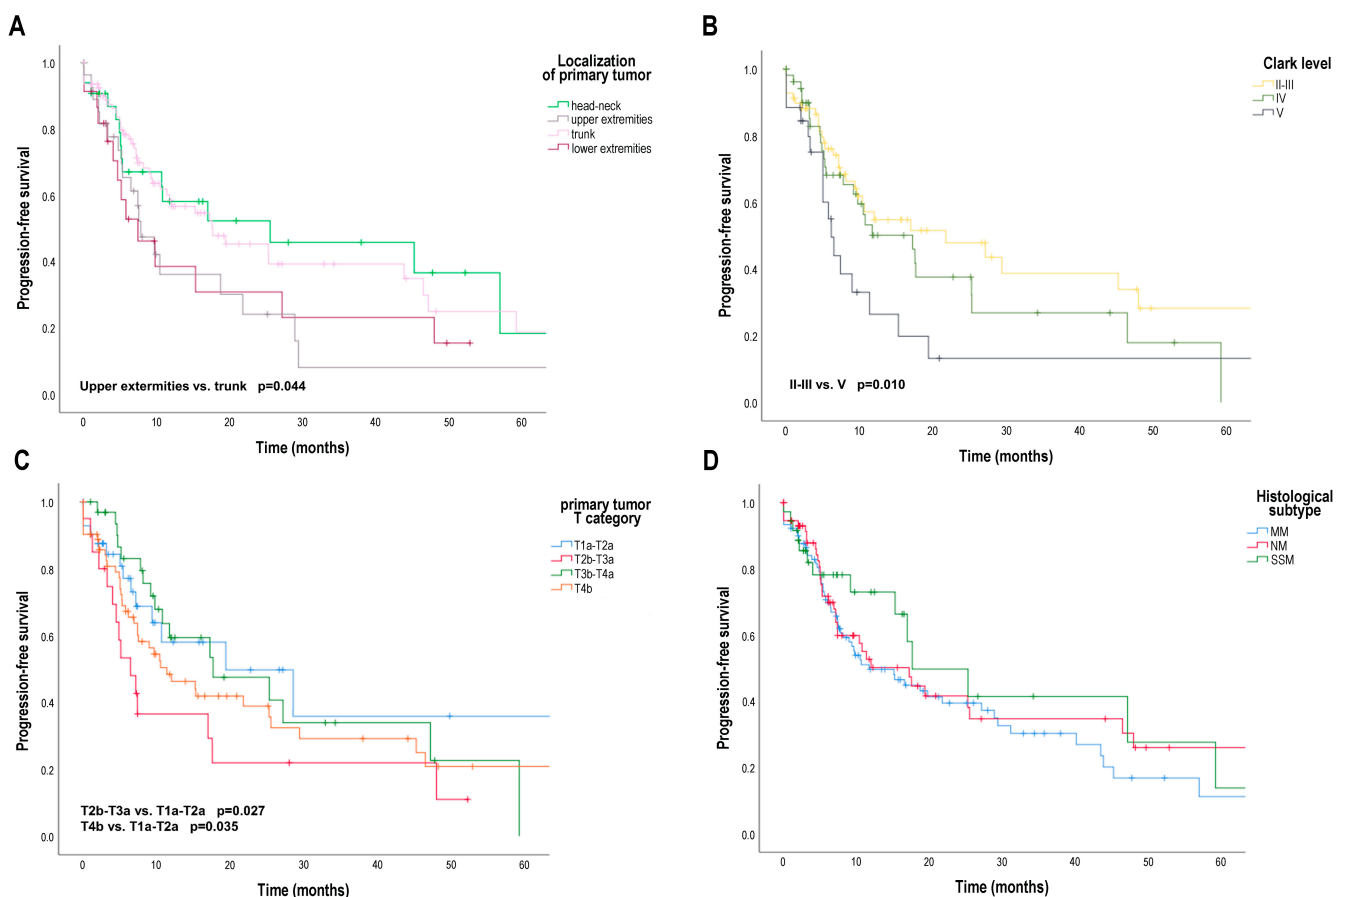 A
Localization
of primary tumor
head-neck
upper extremities
trunk
lower extremities
Progression-free survival
1.0
0.8
0.6
0.4
0.2
0.0
Upper extermities vs. trunk p=0.044
0 10 20 30 40 50 60
Time (months)
B
Clark level
II-III
IV
V
Progression-free survival
1.0
0.8
0.6
0.4
0.2
0.0
II-III vs. V p=0.010
0 10 20 30 40 50 60
Time (months)
C
primary tumor
T category
T1a-T2a
T2b-T3a
T3b-T4a
T4b
Progression-free survival
1.0
0.8
0.6
0.4
0.2
0.0
T2b-T3a vs. T1a-T2a p=0.027
T4b vs. T1a-T2a p=0.035
0 10 20 30 40 50 60
Time (months)
D
Histological
subtype
MM
NM
SSM
Progression-free survival
1.0
0.8
0.6
0.4
0.2
0.0
0 10 20 30 40 50 60
Time (months)